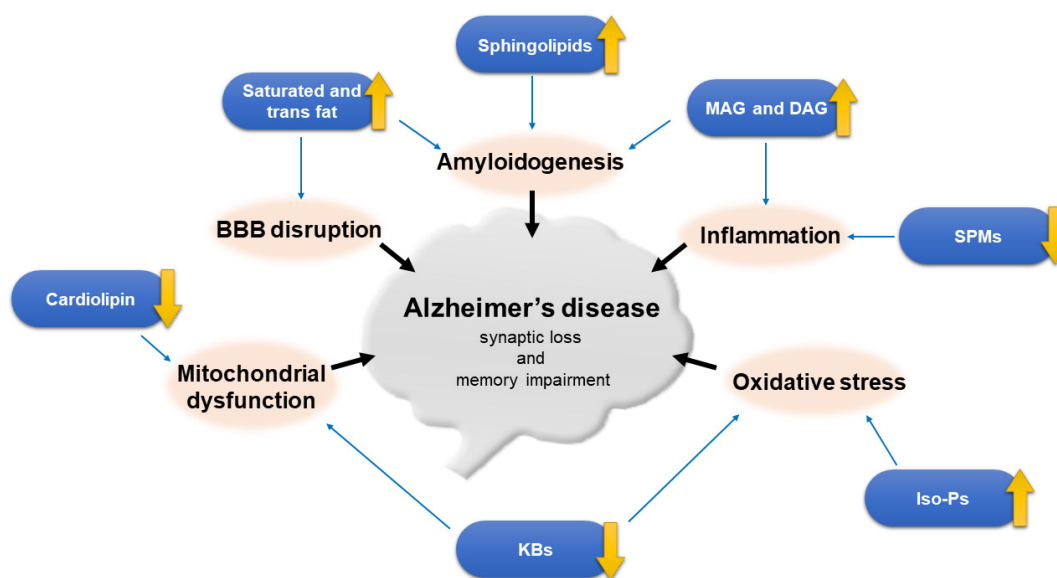 Sphingolipids
Saturated and
trans fat
MAG and DAG
Amyloidogenesis
BBB disruption
Inflammation
SPMs
Cardiolipin
Alzheimer’s disease
synaptic loss
and
memory impairment
Mitochondrial
dysfunction
Oxidative stress
Iso-Ps
KBs